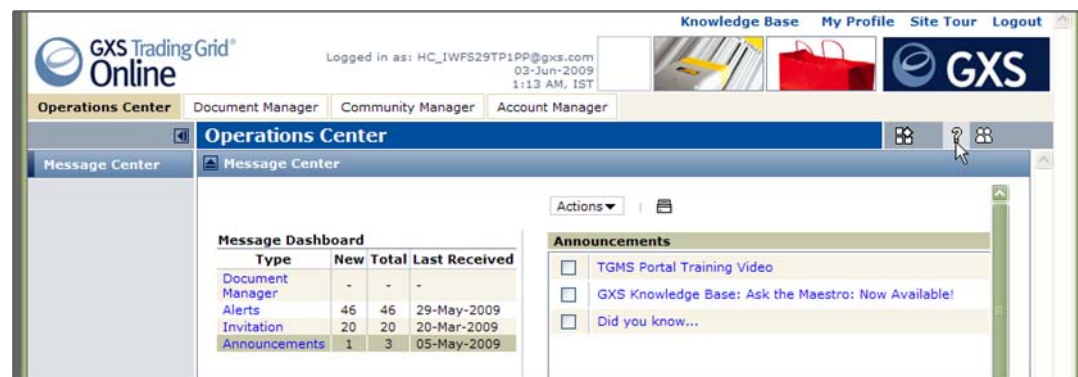 Knowledge Base My Profile Site Tour Logout
GXS Trading Grid®
Online
Logged in as: HC_IWFS29TP1PP@gxs.com
03-Jun-2009
1:13 AM, IST
GXS
Operations Center Document Manager Community Manager Account Manager
Operations Center
Message Center
Message Center
Actions
Message Dashboard
Type New Total Last Received
Document Manager - - -
Alerts 46 46 29-May-2009
Invitation 20 20 20-Mar-2009
Announcements 1 3 05-May-2009
Announcements
TGMS Portal Training Video
GXS Knowledge Base: Ask the Maestro: Now Available!
Did you know...